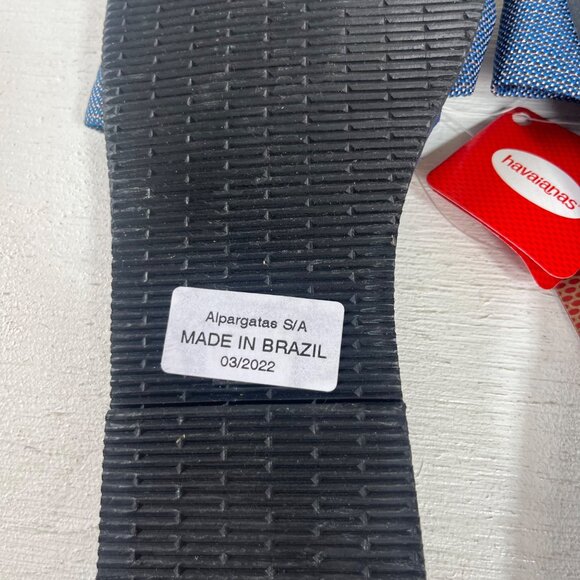 havaianas
Alpargatas S/A
MADE IN BRAZIL
03/2022